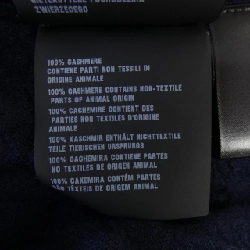 ZWIERZĘCEGO
100% CASHMERE
CONTIENE PARTI NON TESSILI DI
ORIGINE ANIMALE
100% CASHMERE CONTAINS NON-TEXTILE
PARTS OF ANIMAL ORIGIN
100% CACHEMIRE CONTIENT DES
PARTIES NON TEXTILES D'ORIGINE
ANIMALE
100% KASCHMIR ENTHÄLT NICHTTEXTILE
TEILE TIERISCHEN URSPRUNGS
100% CACHEMIRA CONTIENE PARTES
NO TEXTILES DE ORIGEN ANIMAL
100% CAXEMIRA CONTÉM PARTES
NÃO TÊXTEIS DE ORIGEM ANIMAL